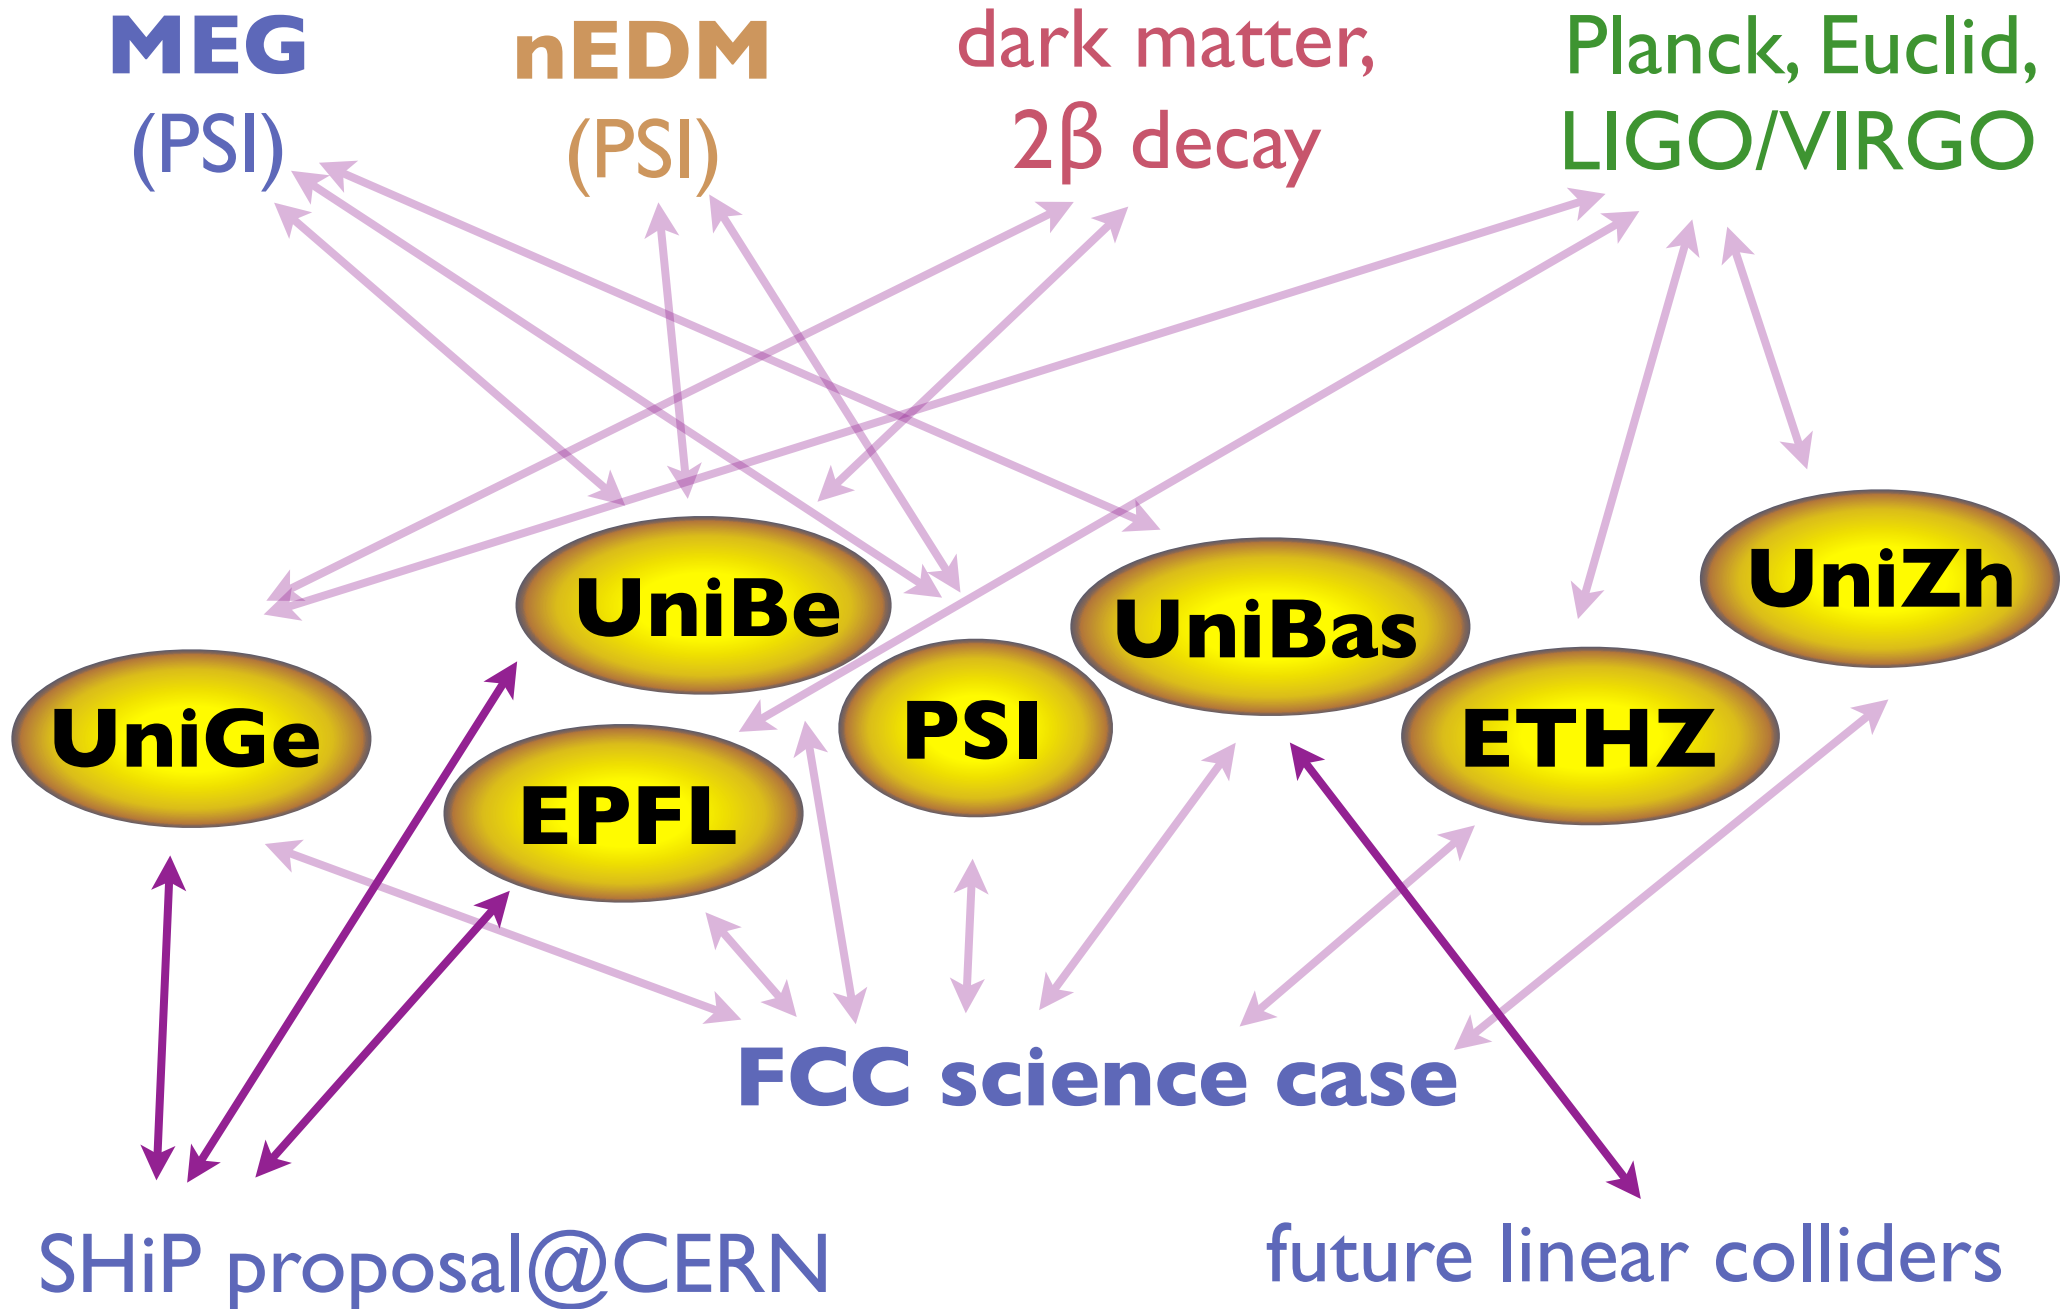 MEG
(PSI)
nEDM
(PSI)
dark matter,
2β decay
Planck, Euclid,
LIGO/VIRGO
UniGe
UniBe
EPFL
PSI
UniBas
ETHZ
UniZh
FCC science case
SHiP proposal@CERN
future linear colliders